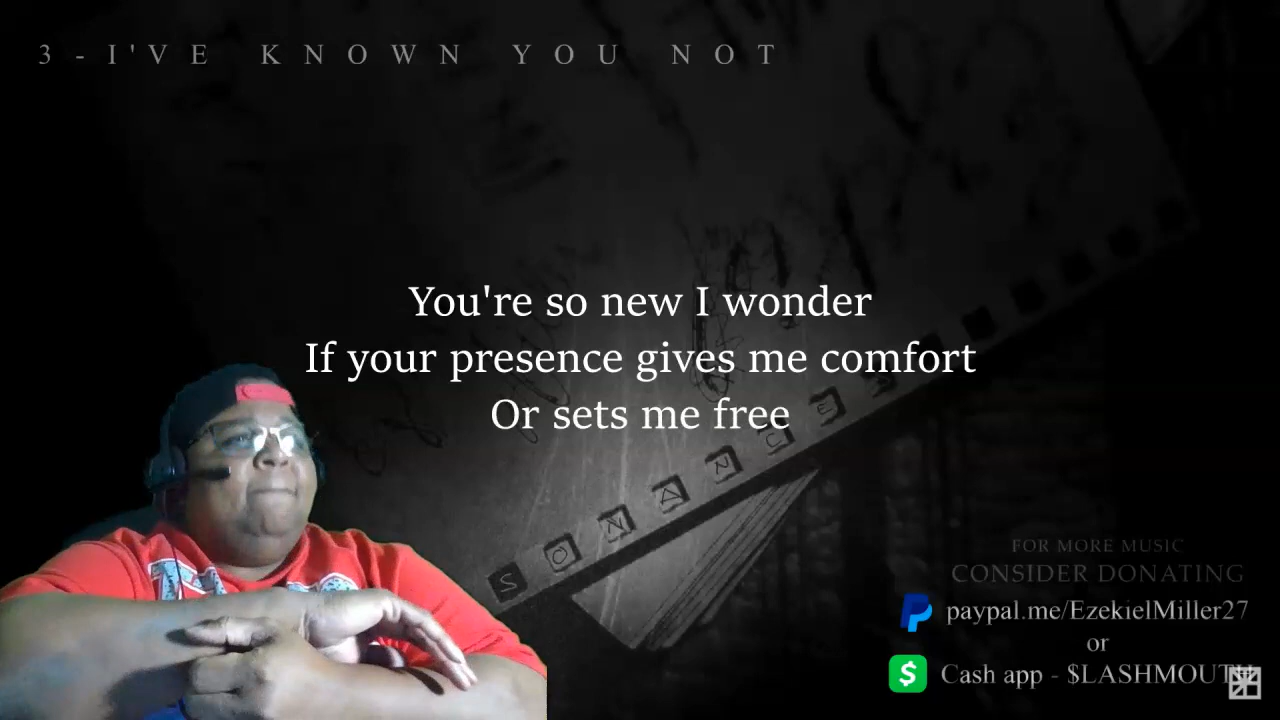 3 - I'VE KNOWN YOU NOT
You're so new I wonder
If your presence gives me comfort
Or sets me free
SONANCES
FOR MORE MUSIC
CONSIDER DONATING
paypal.me/EzekielMiller27
or
Cash app - $LASHMOUTH